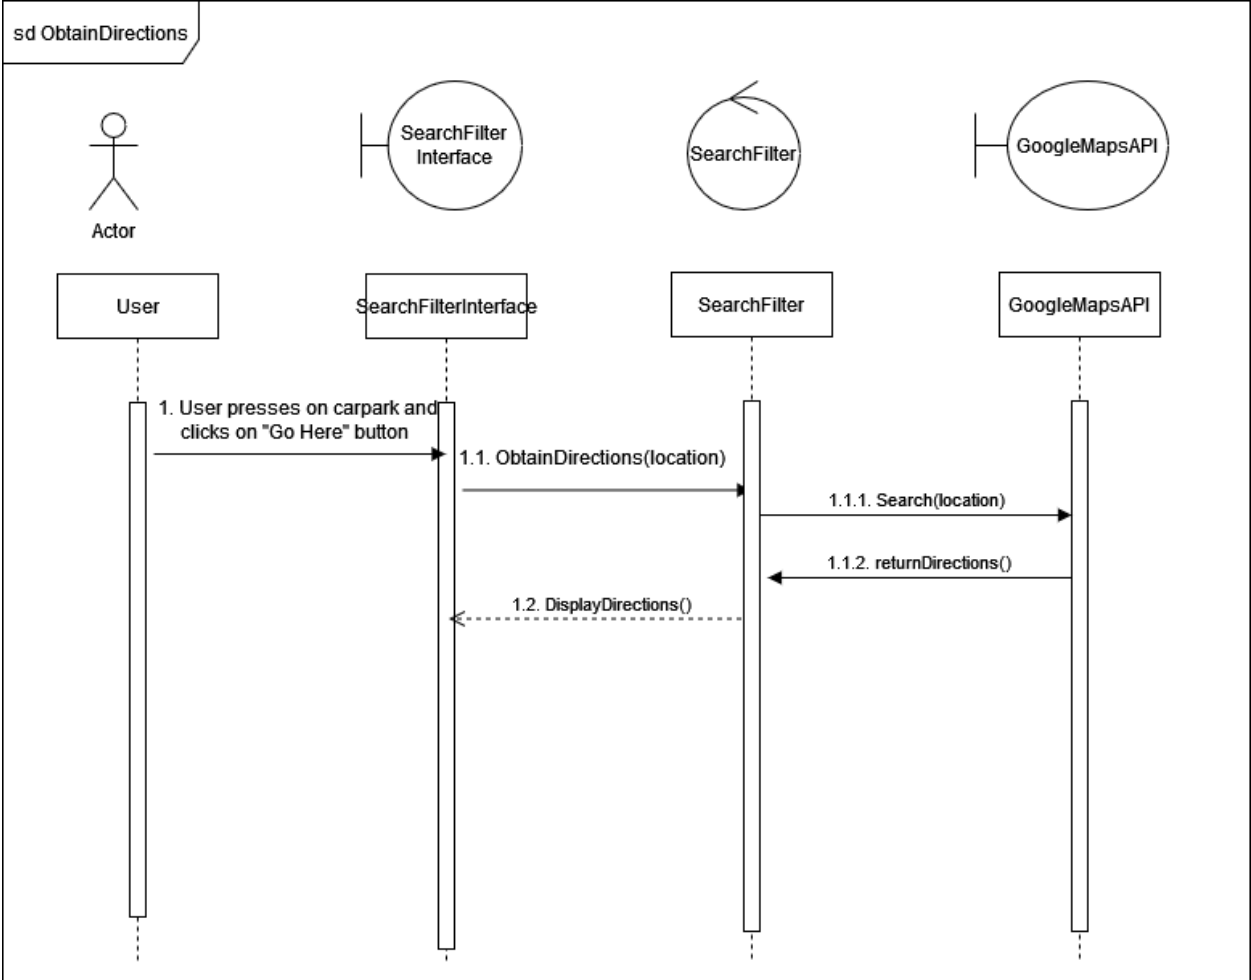 sd ObtainDirections
SearchFilter
Interface
SearchFilter
GoogleMapsAPI
Actor
User
SearchFilterInterface
SearchFilter
GoogleMapsAPI
1. User presses on carpark and
clicks on "Go Here" button
1.1. ObtainDirections(location)
1.1.1. Search(location)
1.1.2. returnDirections()
1.2. DisplayDirections()